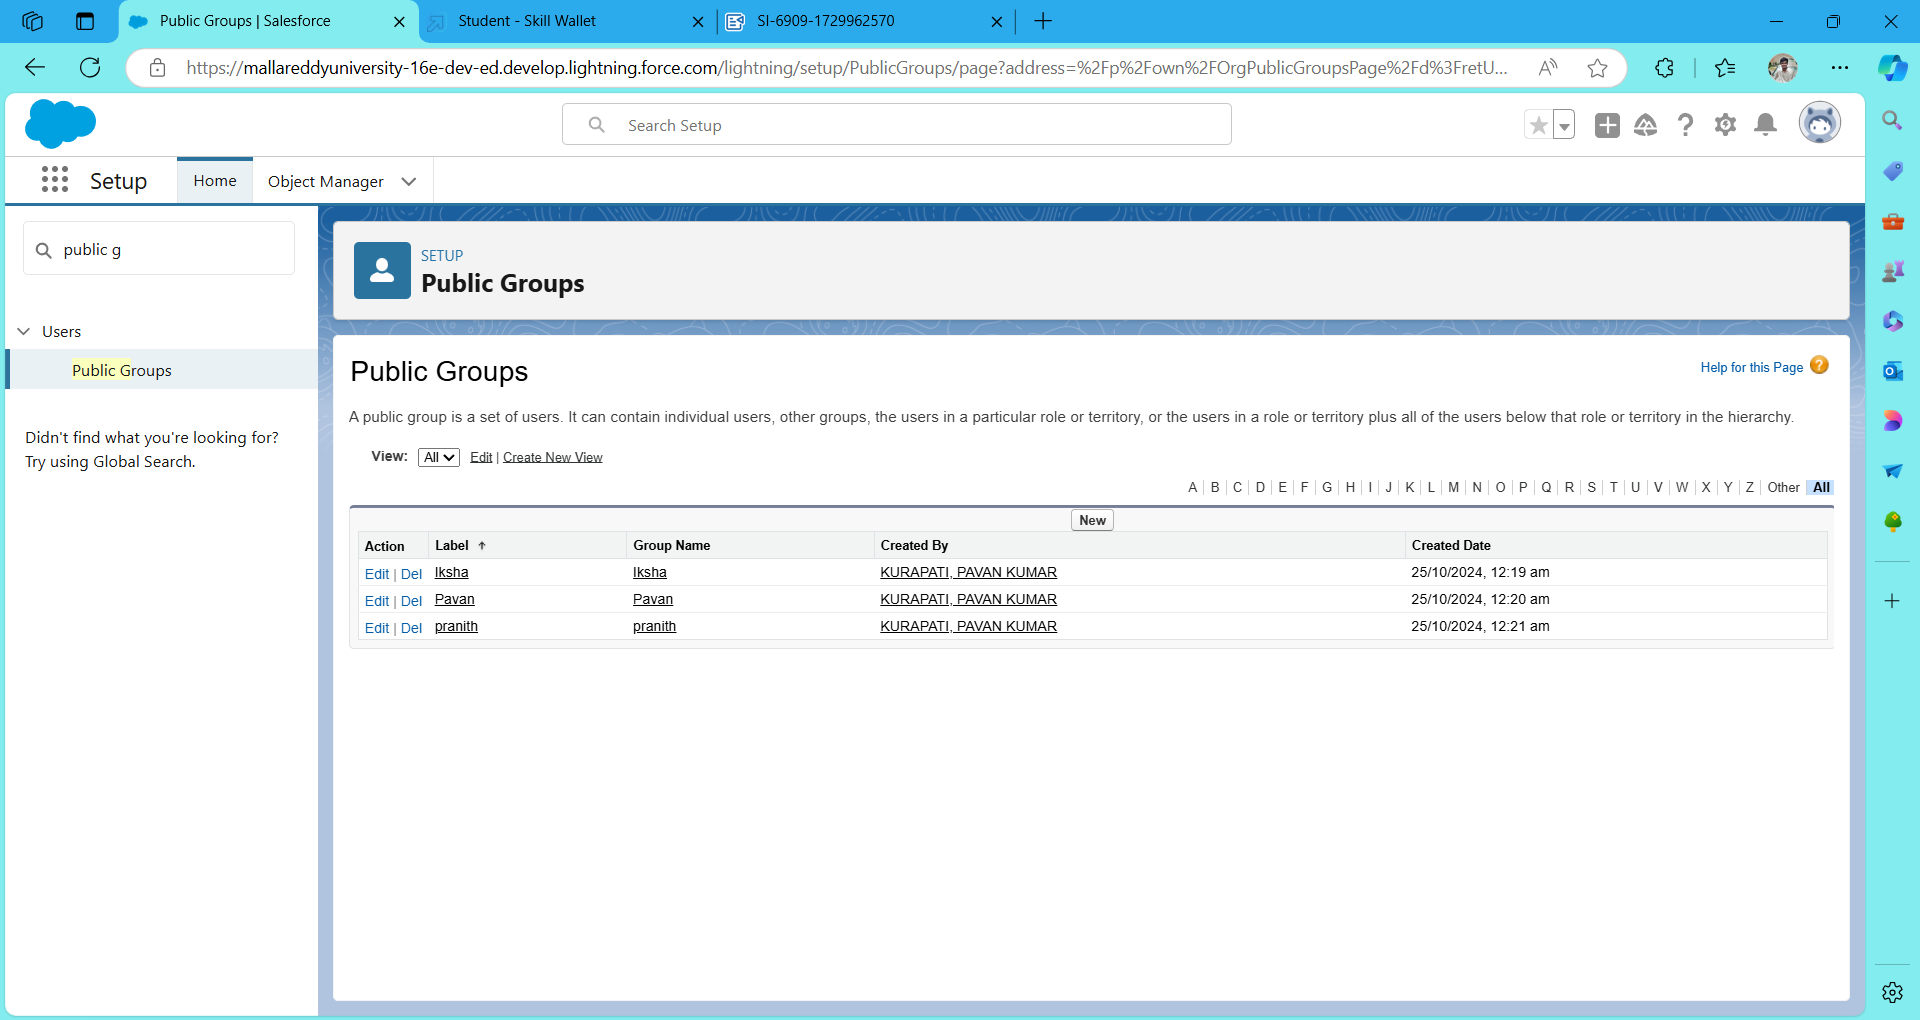 Public Groups | Salesforce
Student - Skill Wallet
SI-6909-1729962570
https://mallareddyuniversity-16e-dev-ed.develop.lightning.force.com/lightning/setup/PublicGroups/page?address=%2Fp%2Fown%2FOrgPublicGroupsPage%2Fd%3FretU...
Search Setup
Setup
Home
Object Manager
public g
Users
Public Groups
Didn't find what you're looking for?
Try using Global Search.
SETUP
Public Groups
Public Groups
Help for this Page
A public group is a set of users. It can contain individual users, other groups, the users in a particular role or territory, or the users in a role or territory plus all of the users below that role or territory in the hierarchy.
View: All Edit | Create New View
A | B | C | D | E | F | G | H | I | J | K | L | M | N | O | P | Q | R | S | T | U | V | W | X | Y | Z | Other | All
New
Action Label Group Name Created By Created Date
Edit | Del Iksha Iksha KURAPATI, PAVAN KUMAR 25/10/2024, 12:19 am
Edit | Del Pavan Pavan KURAPATI, PAVAN KUMAR 25/10/2024, 12:20 am
Edit | Del pranith pranith KURAPATI, PAVAN KUMAR 25/10/2024, 12:21 am